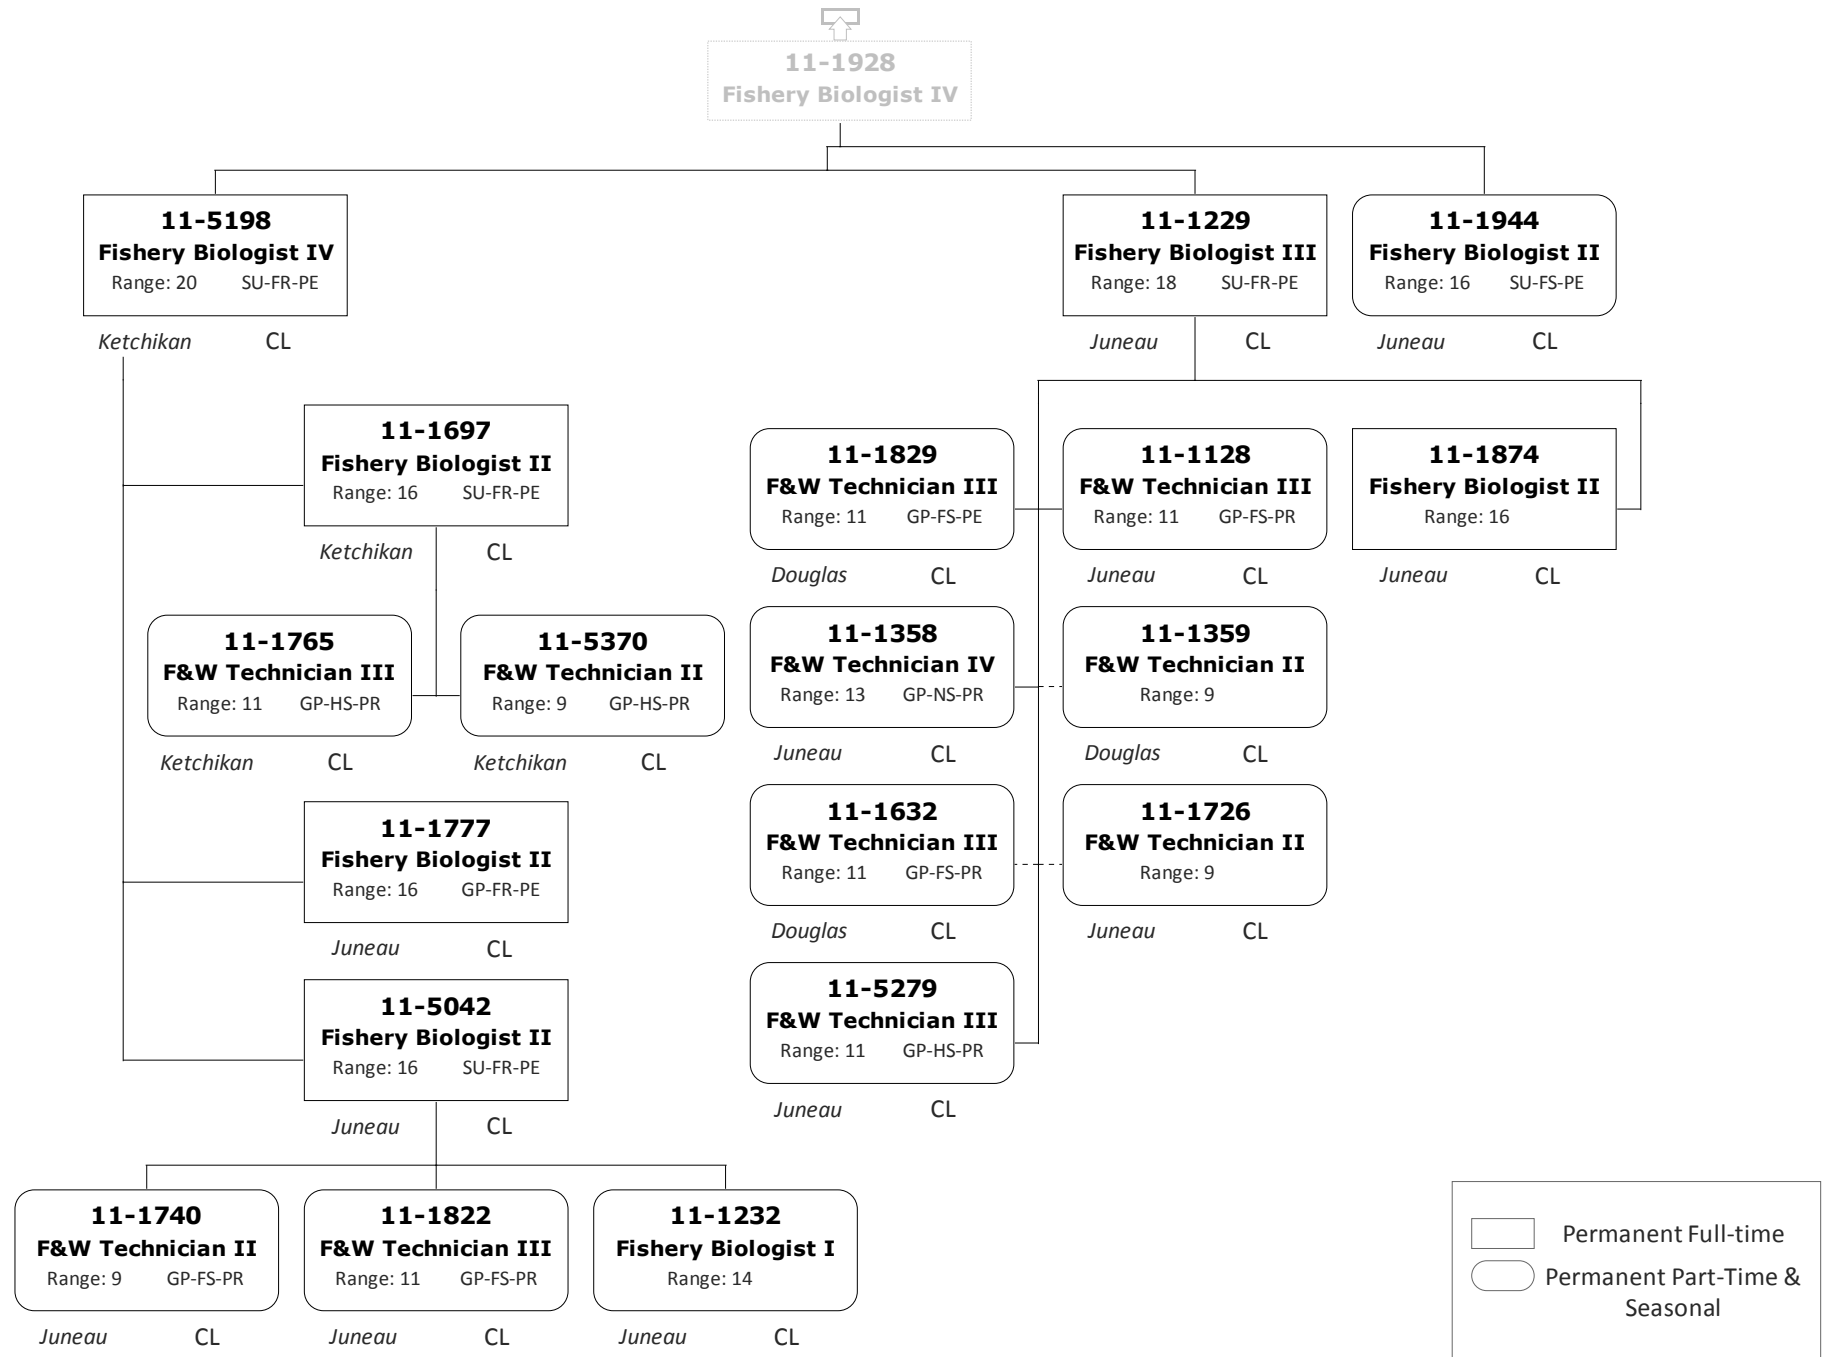 11-1928
Fishery Biologist IV
11-5198
Fishery Biologist IV
Range: 20 SU-FR-PE
Ketchikan CL
11-1229
Fishery Biologist III
Range: 18 SU-FR-PE
Juneau CL
11-1944
Fishery Biologist II
Range: 16 SU-FS-PE
Juneau CL
11-1697
Fishery Biologist II
Range: 16 SU-FR-PE
Ketchikan CL
11-1765
F&W Technician III
Range: 11 GP-HS-PR
Ketchikan CL
11-5370
F&W Technician II
Range: 9 GP-HS-PR
Ketchikan CL
11-1777
Fishery Biologist II
Range: 16 GP-FR-PE
Juneau CL
11-5042
Fishery Biologist II
Range: 16 SU-FR-PE
Juneau CL
11-1740
F&W Technician II
Range: 9 GP-FS-PR
Juneau CL
11-1822
F&W Technician III
Range: 11 GP-FS-PR
Juneau CL
11-1232
Fishery Biologist I
Range: 14
Juneau CL
11-1829
F&W Technician III
Range: 11 GP-FS-PE
Douglas CL
11-1128
F&W Technician III
Range: 11 GP-FS-PR
Juneau CL
11-1874
Fishery Biologist II
Range: 16
Juneau CL
11-1358
F&W Technician IV
Range: 13 GP-NS-PR
Juneau CL
11-1359
F&W Technician II
Range: 9
Douglas CL
11-1632
F&W Technician III
Range: 11 GP-FS-PR
Douglas CL
11-1726
F&W Technician II
Range: 9
Juneau CL
11-5279
F&W Technician III
Range: 11 GP-HS-PR
Juneau CL
Permanent Full-time
Permanent Part-Time &
Seasonal